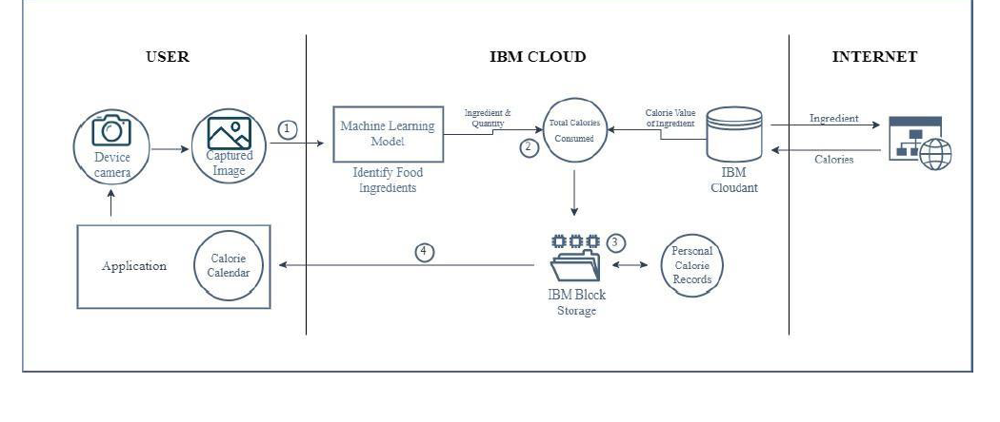 USER
IBM CLOUD
INTERNET
Device
camera
Captured
Image
1
Machine Learning
Model
Identify Food
Ingredients
Ingredient &
Quantity
2
Total Calories
Consumed
Calorie Value
of Ingredient
IBM
Cloudant
Ingredient
Calories
Application
Calorie
Calendar
4
3
IBM Block
Storage
Personal
Calorie
Records